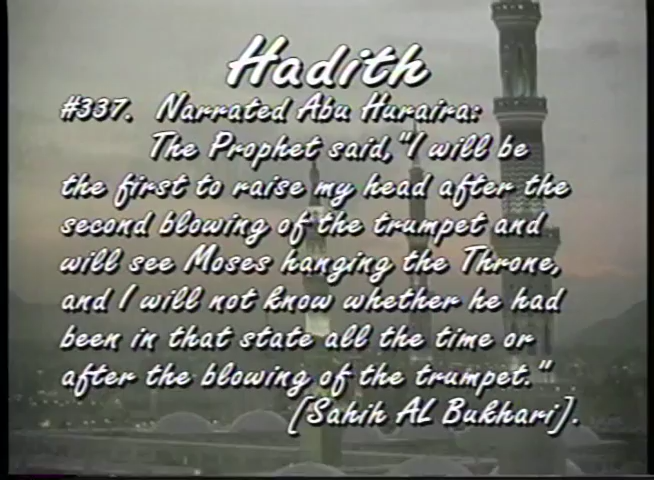 Hadith
#337. Narrated Abu Huraira:
The Prophet said, "I will be
the first to raise my head after the
second blowing of the trumpet and
will see Moses hanging the Throne,
and I will not know whether he had
been in that state all the time or
after the blowing of the trumpet."
[Sahih AL Bukhari].